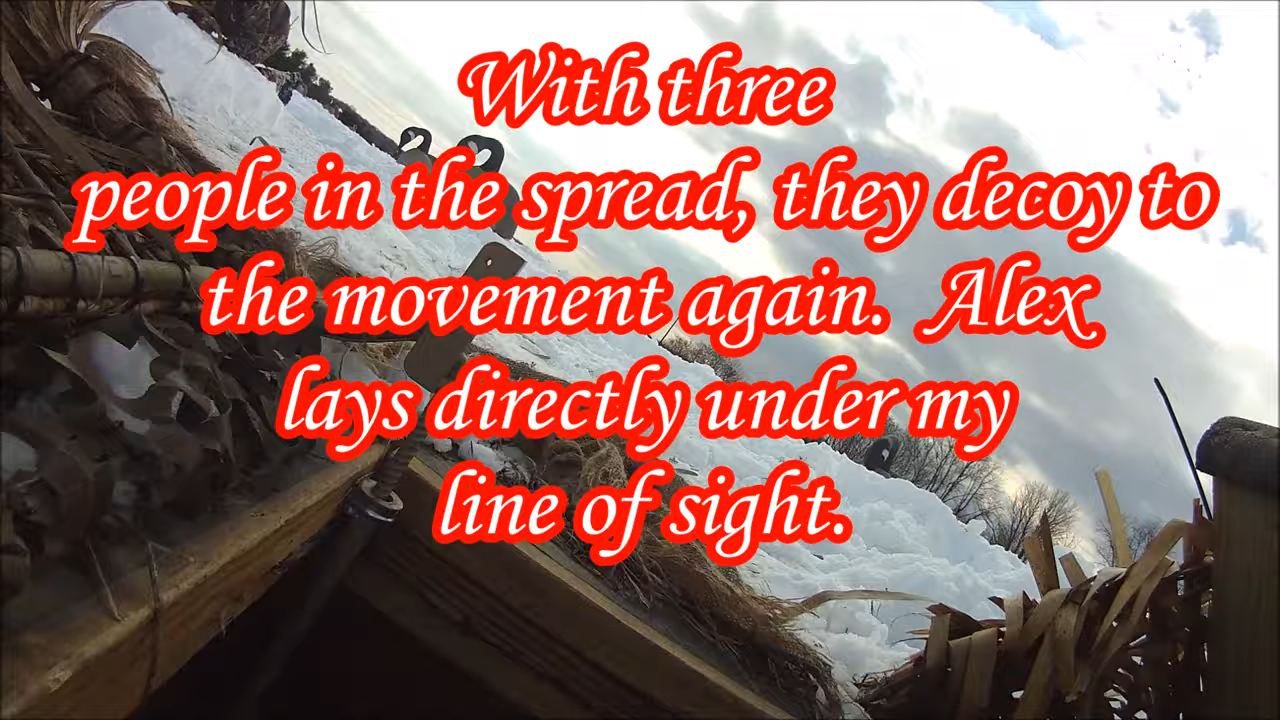 With three
people in the spread, they decoy to
the movement again.  Alex
lays directly under my
line of sight.